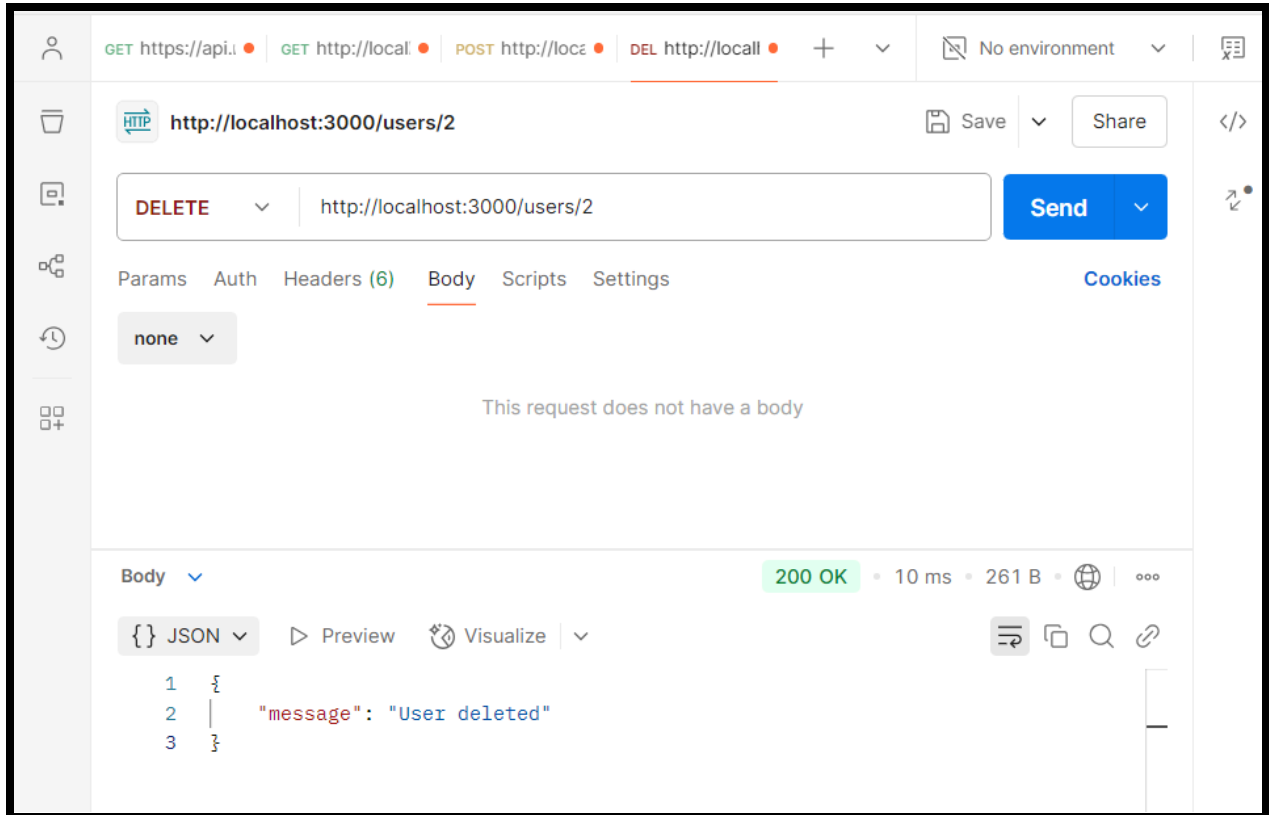 GET https://api.u GET http://local POST http://loca DEL http://locall No environment
HTTP http://localhost:3000/users/2 Save Share
DELETE http://localhost:3000/users/2 Send
Params Auth Headers (6) Body Scripts Settings Cookies
none
This request does not have a body
Body 200 OK 10 ms 261 B
{} JSON Preview Visualize
1 {
2 "message": "User deleted"
3 }